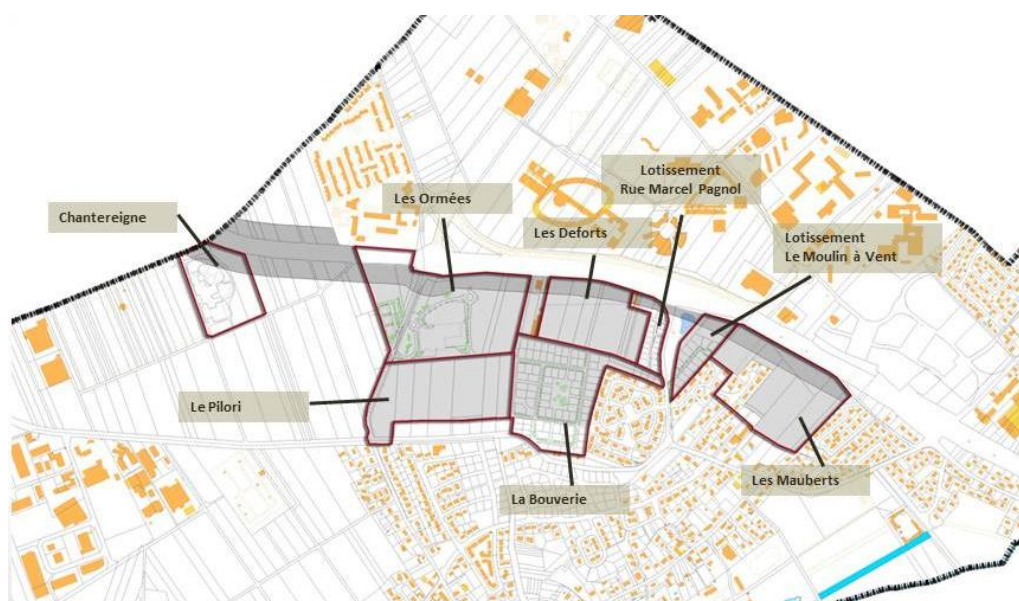 Lotissement
Rue Marcel Pagnol
Les Ormées
Chantereigne
Les Deforts
Lotissement
Le Moulin à Vent
Le Pilori
Les Mauberts
La Bouverie